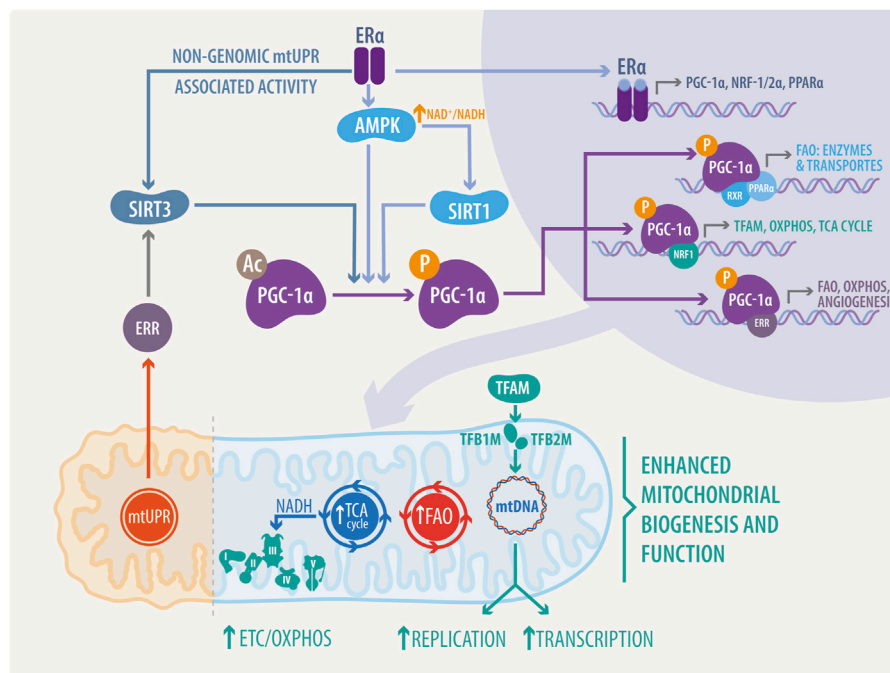 ERα
NON-GENOMIC mtUPR
ASSOCIATED ACTIVITY
AMPK
NAD⁺/NADH
SIRT3
SIRT1
Ac
PGC-1α
P
PGC-1α
ERR
mtUPR
ERα
PGC-1α, NRF-1/2α, PPARα
P
PGC-1α
RXR
PPARα
FAO: ENZYMES
& TRANSPORTES
P
PGC-1α
NRF1
TFAM, OXPHOS, TCA CYCLE
P
PGC-1α
ERR
FAO, OXPHOS,
ANGIOGENESI
TFAM
TFB1M
TFB2M
mtDNA
NADH
TCA
cycle
FAO
I
II
III
IV
V
ENHANCED
MITOCHONDRIAL
BIOGENESIS AND
FUNCTION
ETC/OXPHOS
REPLICATION
TRANSCRIPTION